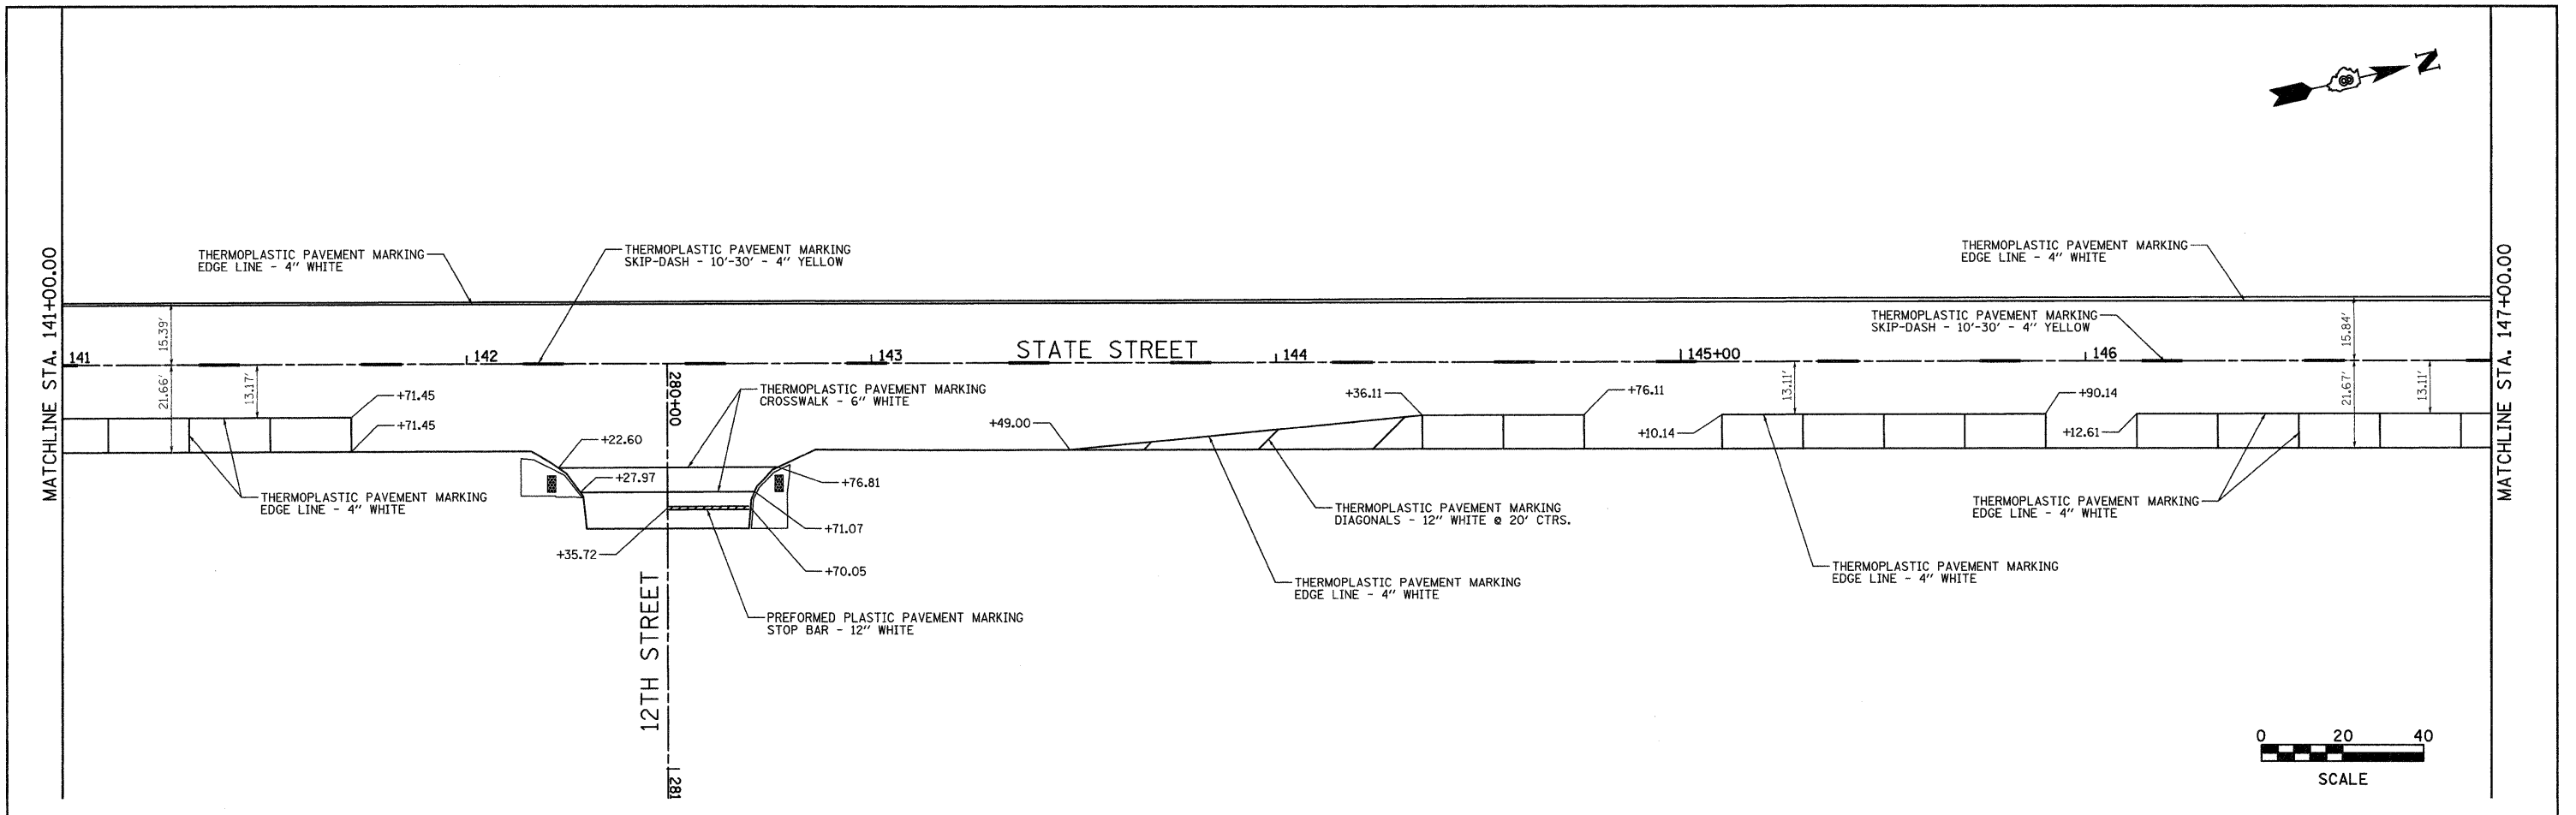 N
THERMOPLASTIC PAVEMENT MARKING
EDGE LINE - 4" WHITE
THERMOPLASTIC PAVEMENT MARKING
SKIP-DASH - 10'-30' - 4" YELLOW
THERMOPLASTIC PAVEMENT MARKING
EDGE LINE - 4" WHITE
THERMOPLASTIC PAVEMENT MARKING
SKIP-DASH - 10'-30' - 4" YELLOW
MATCHLINE STA. 141+00.00
MATCHLINE STA. 147+00.00
15.39'
15.84'
141
142
143
STATE STREET
144
145+00
146
21.66'
13.17'
280+00
13.11'
21.67'
13.11'
+71.45
+71.45
THERMOPLASTIC PAVEMENT MARKING
CROSSWALK - 6" WHITE
+36.11
+76.11
+90.14
+49.00
+10.14
+12.61
+22.60
+27.97
+76.81
THERMOPLASTIC PAVEMENT MARKING
EDGE LINE - 4" WHITE
THERMOPLASTIC PAVEMENT MARKING
DIAGONALS - 12" WHITE @ 20' CTRS.
THERMOPLASTIC PAVEMENT MARKING
EDGE LINE - 4" WHITE
+71.07
+35.72
+70.05
THERMOPLASTIC PAVEMENT MARKING
EDGE LINE - 4" WHITE
THERMOPLASTIC PAVEMENT MARKING
EDGE LINE - 4" WHITE
PREFORMED PLASTIC PAVEMENT MARKING
STOP BAR - 12" WHITE
12TH STREET
281
0 20 40
SCALE